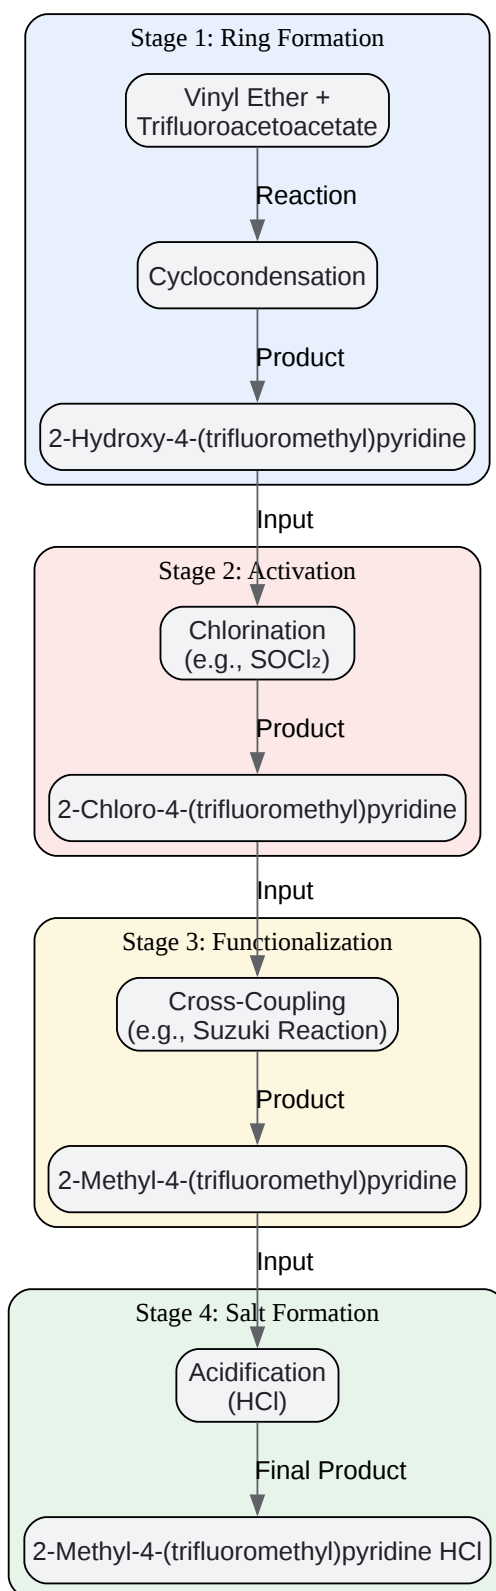 Stage 1: Ring Formation
Vinyl Ether +
Trifluoroacetoacetate
Reaction
Cyclocondensation
Product
2-Hydroxy-4-(trifluoromethyl)pyridine
Input
Stage 2: Activation
Chlorination
(e.g., SOCl₂)
Product
2-Chloro-4-(trifluoromethyl)pyridine
Input
Stage 3: Functionalization
Cross-Coupling
(e.g., Suzuki Reaction)
Product
2-Methyl-4-(trifluoromethyl)pyridine
Input
Stage 4: Salt Formation
Acidification
(HCl)
Final Product
2-Methyl-4-(trifluoromethyl)pyridine HCl